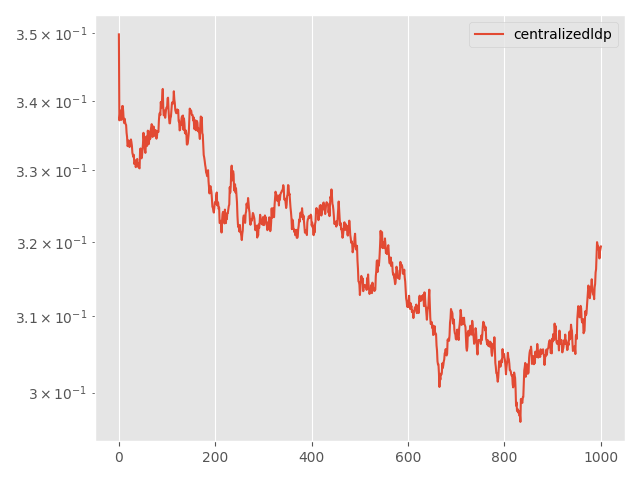 centralizedldp
3.5 × 10⁻¹
3.4 × 10⁻¹
3.3 × 10⁻¹
3.2 × 10⁻¹
3.1 × 10⁻¹
3 × 10⁻¹
0 200 400 600 800 1000